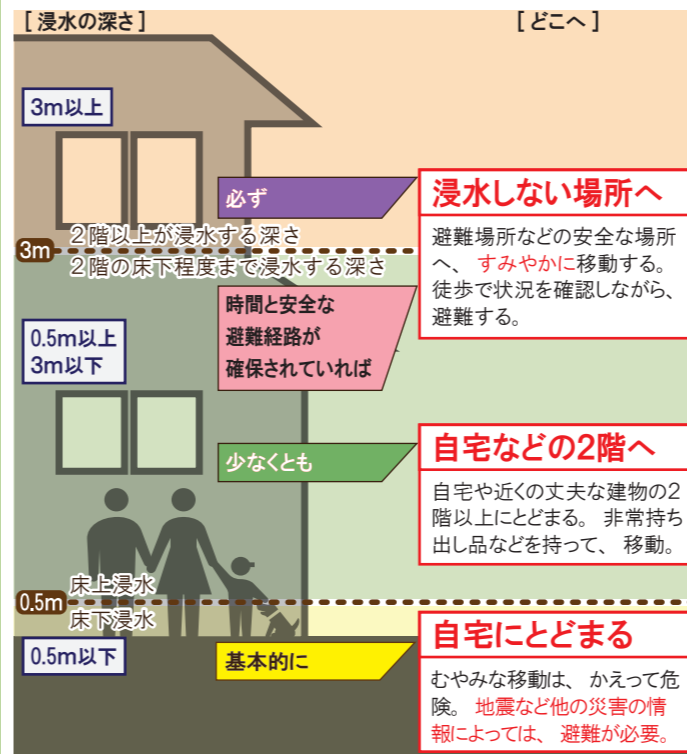 [浸水の深さ]
[どこへ]
3m以上
必ず
浸水しない場所へ
避難場所などの安全な場所
へ、すみやかに移動する。
徒歩で状況を確認しながら、
避難する。
2階以上が浸水する深さ
3m
2階の床下程度まで浸水する深さ
時間と安全な
避難経路が
確保されていれば
0.5m以上
3m以下
少なくとも
自宅などの2階へ
自宅や近くの丈夫な建物の2
階以上にとどまる。非常持ち
出し品などを持って、移動。
床上浸水
0.5m
床下浸水
0.5m以下
基本的に
自宅にとどまる
むやみな移動は、かえって危
険。地震など他の災害の情
報によっては、避難が必要。